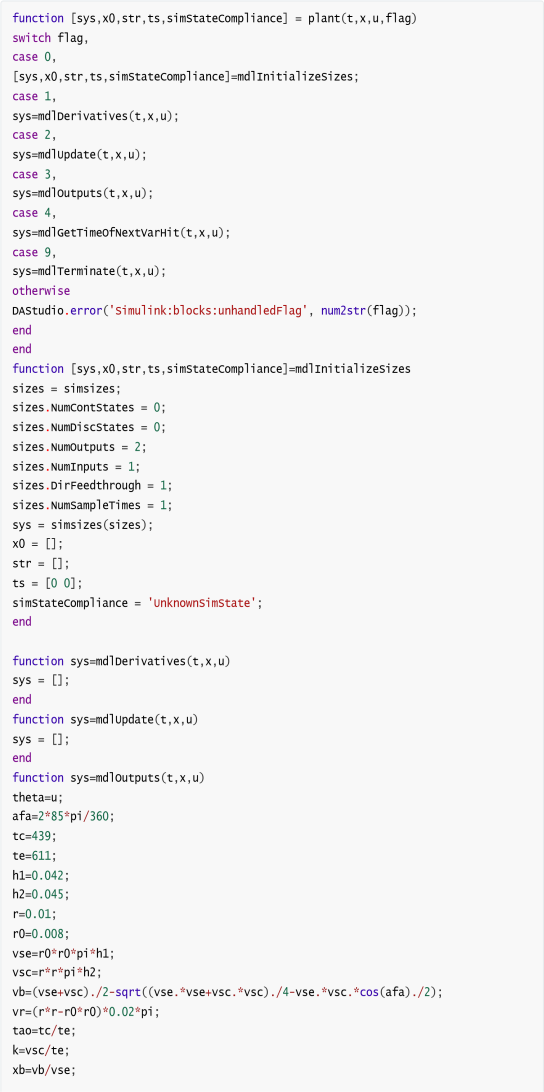 function [sys,x0,str,ts,simStateCompliance] = plant(t,x,u,flag)
switch flag,
case 0,
[sys,x0,str,ts,simStateCompliance]=mdlInitializeSizes;
case 1,
sys=mdlDerivatives(t,x,u);
case 2,
sys=mdlUpdate(t,x,u);
case 3,
sys=mdlOutputs(t,x,u);
case 4,
sys=mdlGetTimeOfNextVarHit(t,x,u);
case 9,
sys=mdlTerminate(t,x,u);
otherwise
DAStudio.error('Simulink:blocks:unhandledFlag', num2str(flag));
end
end
function [sys,x0,str,ts,simStateCompliance]=mdlInitializeSizes
sizes = simsizes;
sizes.NumContStates = 0;
sizes.NumDiscStates = 0;
sizes.NumOutputs = 2;
sizes.NumInputs = 1;
sizes.DirFeedthrough = 1;
sizes.NumSampleTimes = 1;
sys = simsizes(sizes);
x0 = [];
str = [];
ts = [0 0];
simStateCompliance = 'UnknownSimState';
end
function sys=mdlDerivatives(t,x,u)
sys = [];
end
function sys=mdlUpdate(t,x,u)
sys = [];
end
function sys=mdlOutputs(t,x,u)
theta=u;
afa=2*85*pi/360;
tc=439;
te=611;
h1=0.042;
h2=0.045;
r=0.01;
r0=0.008;
vse=r0*r0*pi*h1;
vsc=r*r*pi*h2;
vb=(vse+vsc)./2-sqrt((vse.*vse+vsc.*vsc)./4-vse.*vsc.*cos(afa)./2);
vr=(r*r-r0*r0)*0.02*pi;
tao=tc/te;
k=vsc/te;
xb=vb/vse;